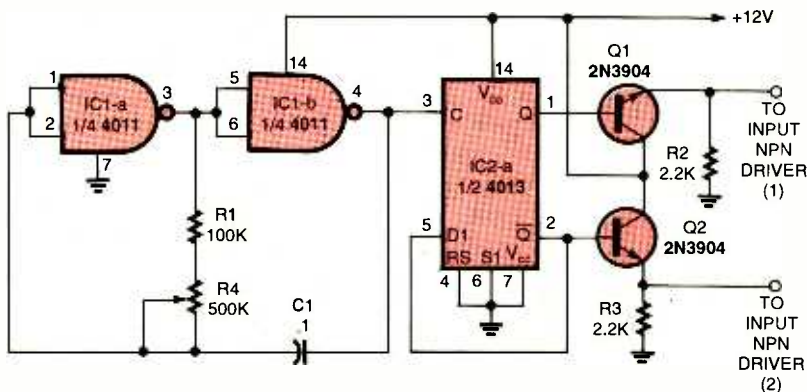 +12V
1
2
IC1-a
1/4 4011
3
7
5
6
14
IC1-b
1/4 4011
4
R1
100K
R4
500K
C1
1
3
14
VDD
C
Q
1
IC2-a
1/2 4013
5
D1
Q
2
RS
S1
VCC
4
6
7
Q1
2N3904
R2
2.2K
TO
INPUT
NPN
DRIVER
(1)
Q2
2N3904
R3
2.2K
TO
INPUT
NPN
DRIVER
(2)